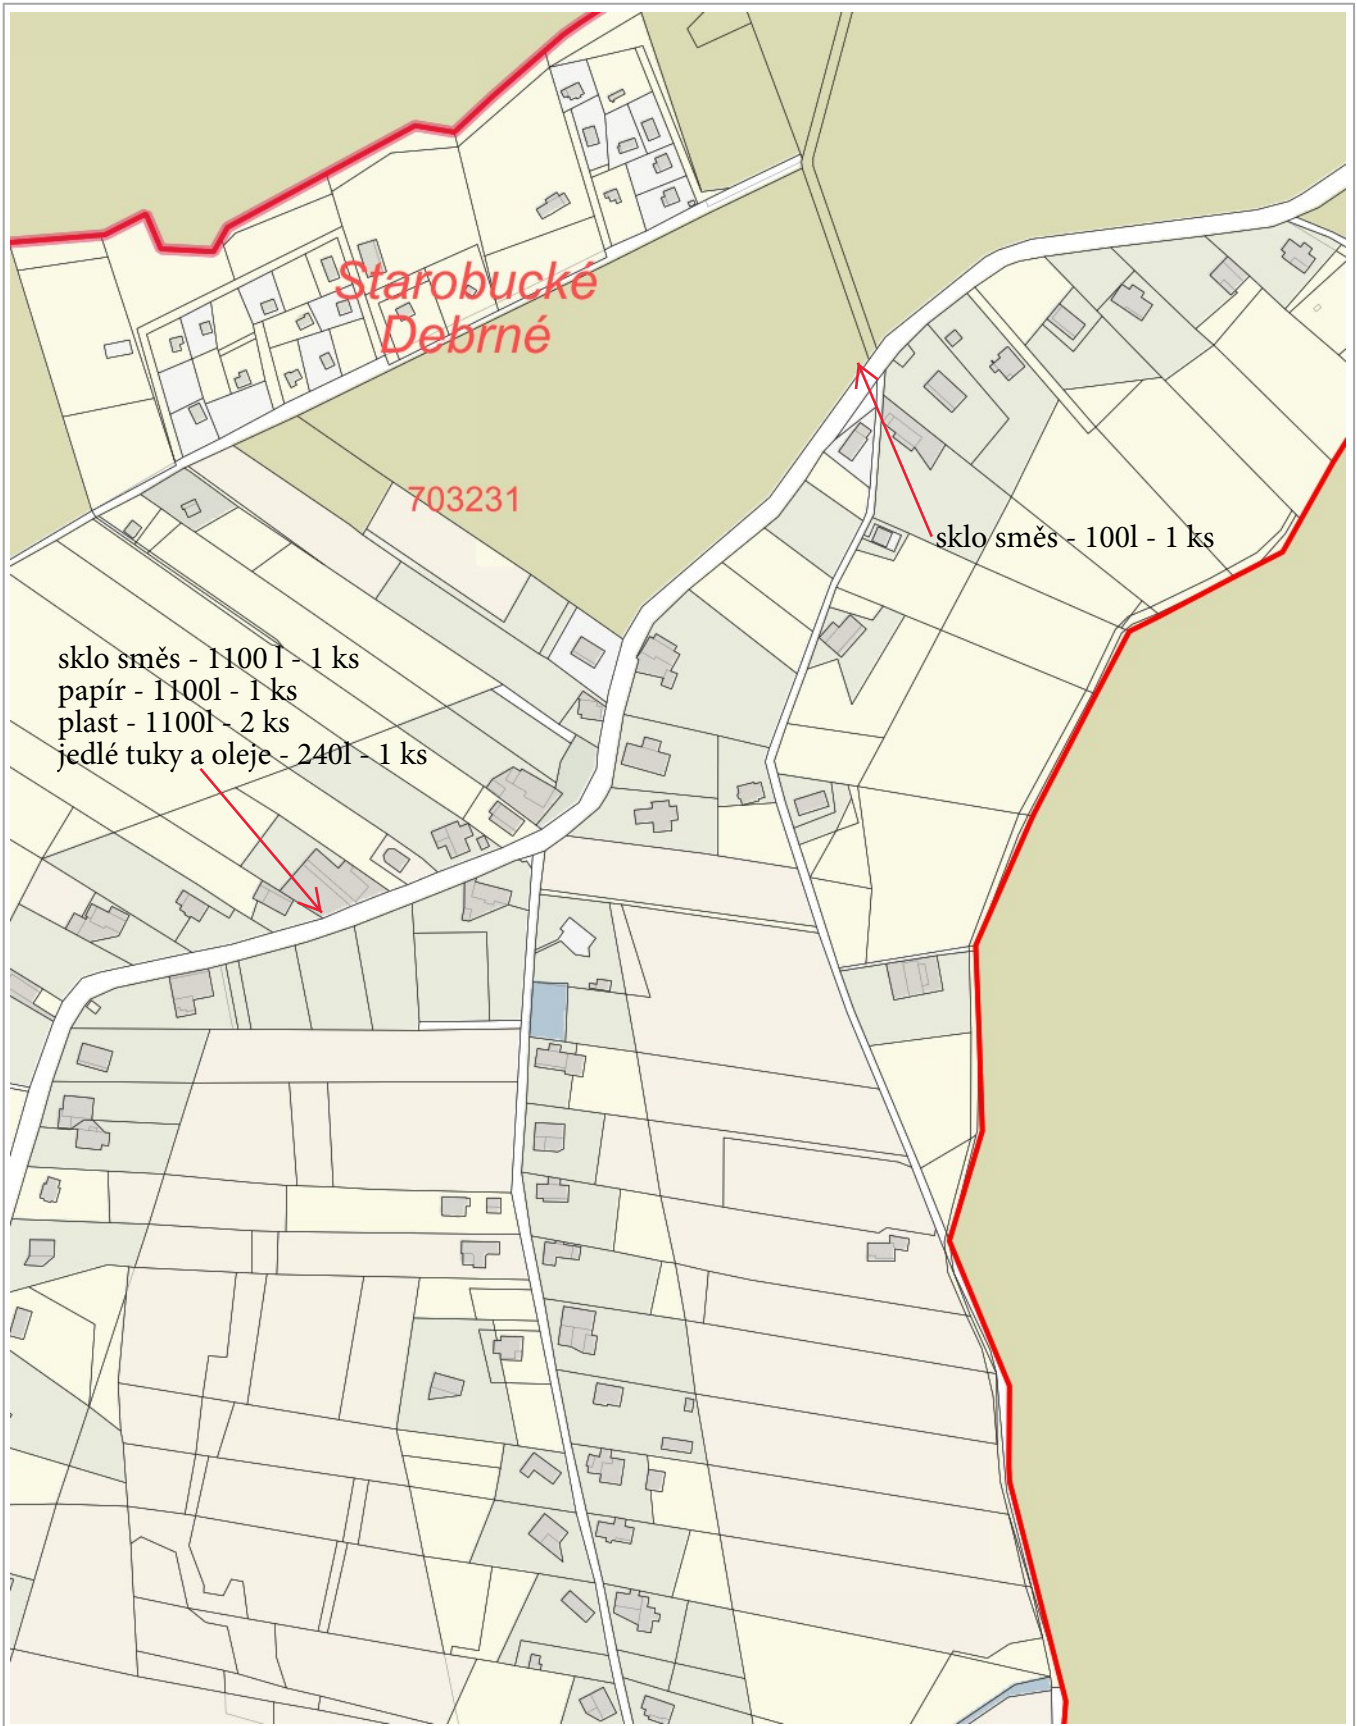 Starobucké
Debrné
703231
sklo směs - 100l - 1 ks
sklo směs - 1100 l - 1 ks
papír - 1100l - 1 ks
plast - 1100l - 2 ks
jedlé tuky a oleje - 240l - 1 ks